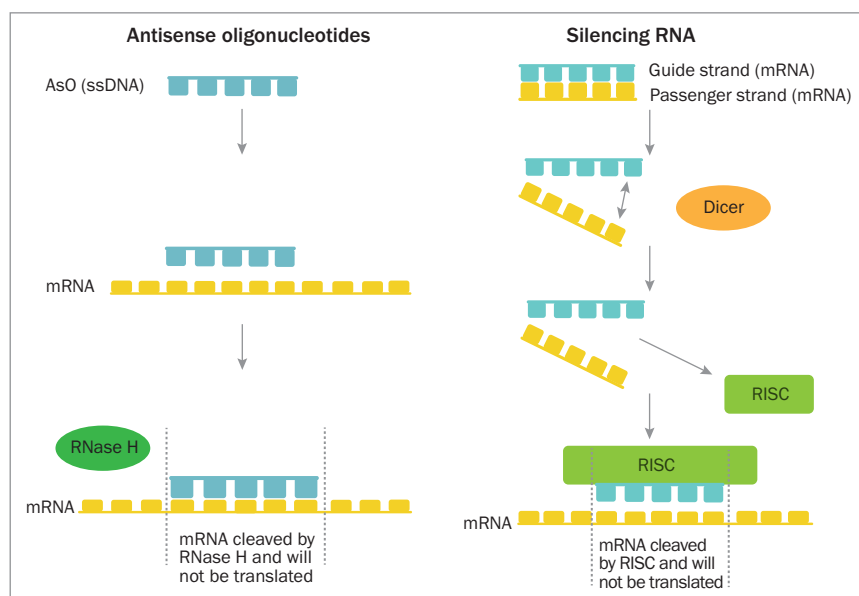 Antisense oligonucleotides
AsO (ssDNA)
mRNA
RNase H
mRNA
mRNA cleaved by
RNase H and will
not be translated
Silencing RNA
Guide strand (mRNA)
Passenger strand (mRNA)
Dicer
RISC
RISC
mRNA
mRNA cleaved
by RISC and will
not be translated